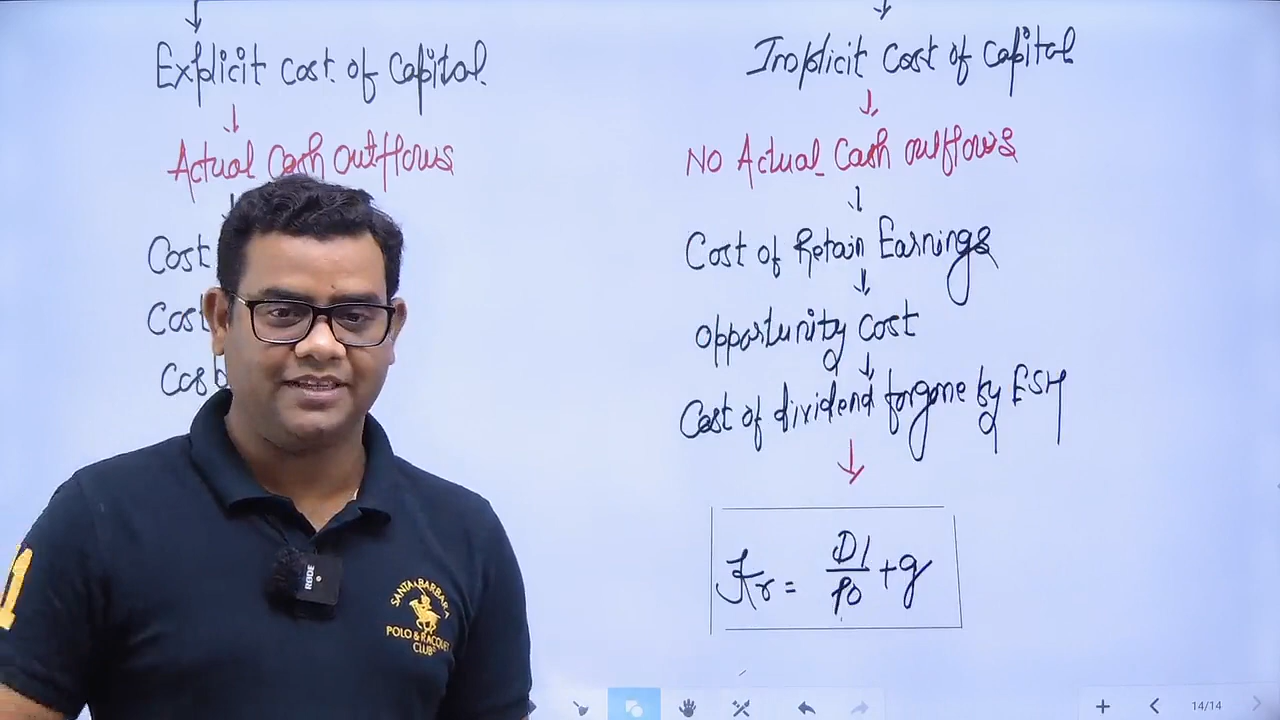 Explicit Cost of Capital
Actual Cash Outflows
Cost
Cost
Cost
Implicit Cost of Capital
No Actual Cash outflows
Cost of Retain Earnings
Opportunity Cost
Cost of dividend forgone by ESH
Kr = D1/P0 + g
RØDE
SANTA BARBARA
POLO & RACQUET
CLUB
1
14/14